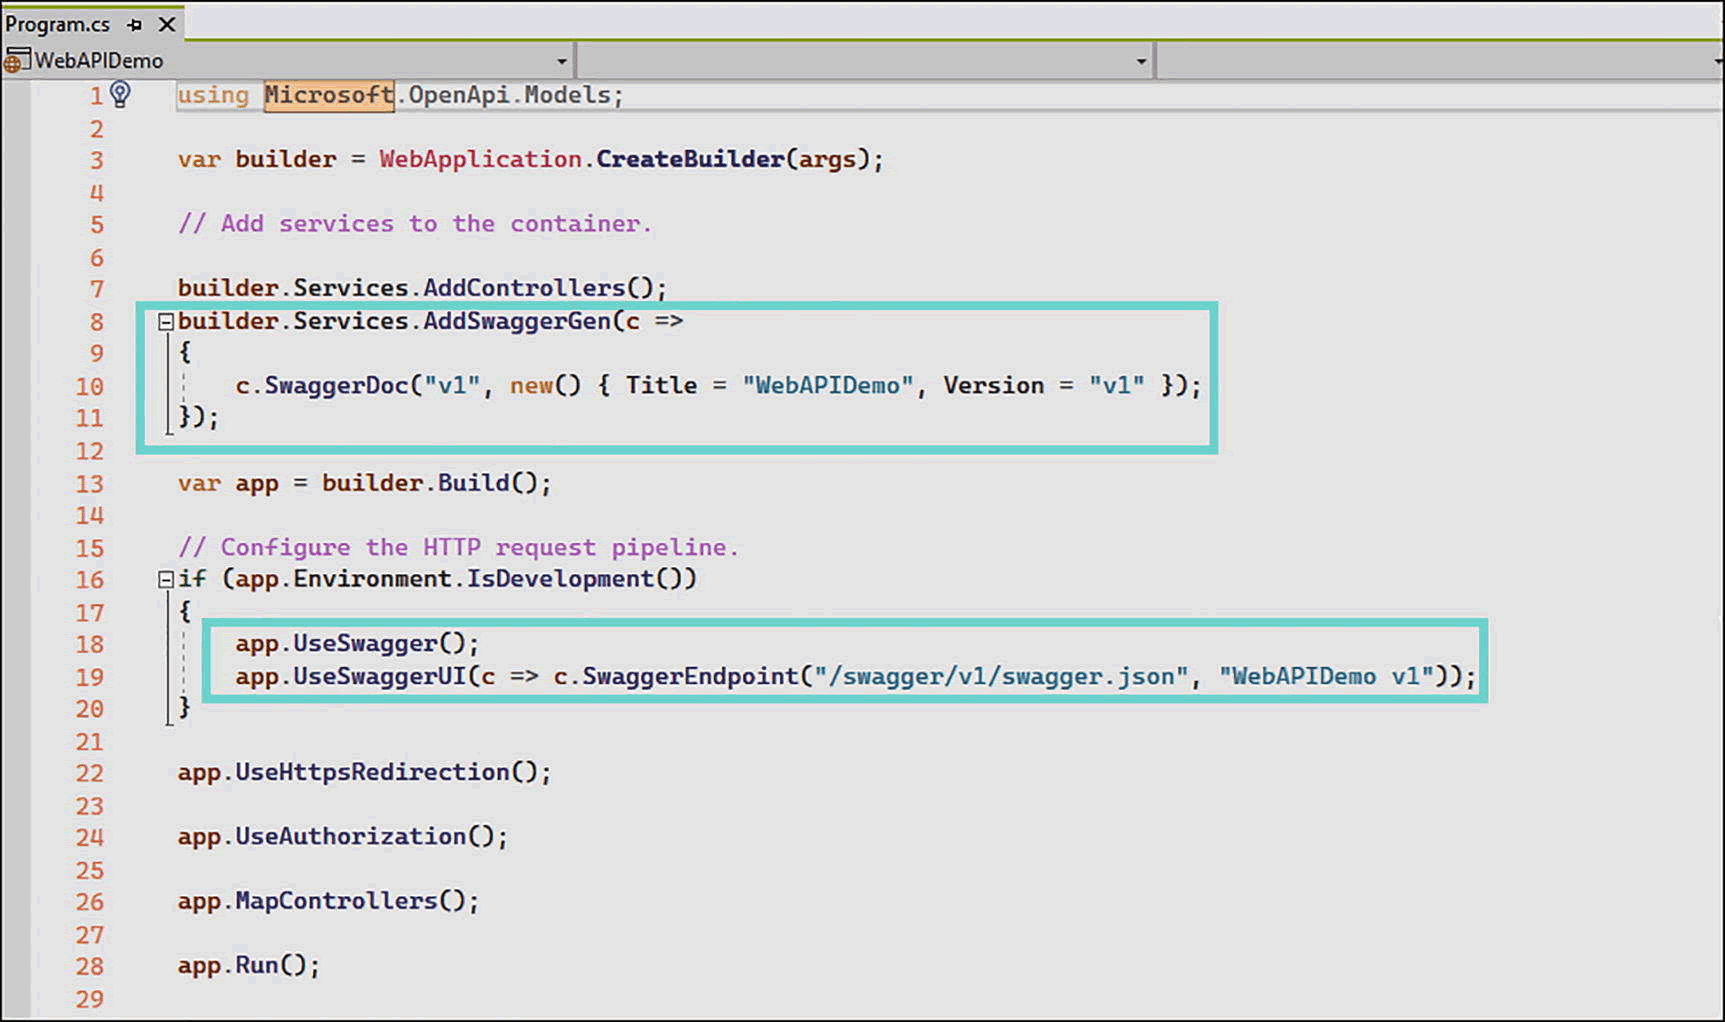 Program.cs
WebAPIDemo
1 using Microsoft.OpenApi.Models;
2
3 var builder = WebApplication.CreateBuilder(args);
4
5 // Add services to the container.
6
7 builder.Services.AddControllers();
8 builder.Services.AddSwaggerGen(c =>
9 {
10 c.SwaggerDoc("v1", new() { Title = "WebAPIDemo", Version = "v1" });
11 });
12
13 var app = builder.Build();
14
15 // Configure the HTTP request pipeline.
16 if (app.Environment.IsDevelopment())
17 {
18 app.UseSwagger();
19 app.UseSwaggerUI(c => c.SwaggerEndpoint("/swagger/v1/swagger.json", "WebAPIDemo v1"));
20 }
21
22 app.UseHttpsRedirection();
23
24 app.UseAuthorization();
25
26 app.MapControllers();
27
28 app.Run();
29